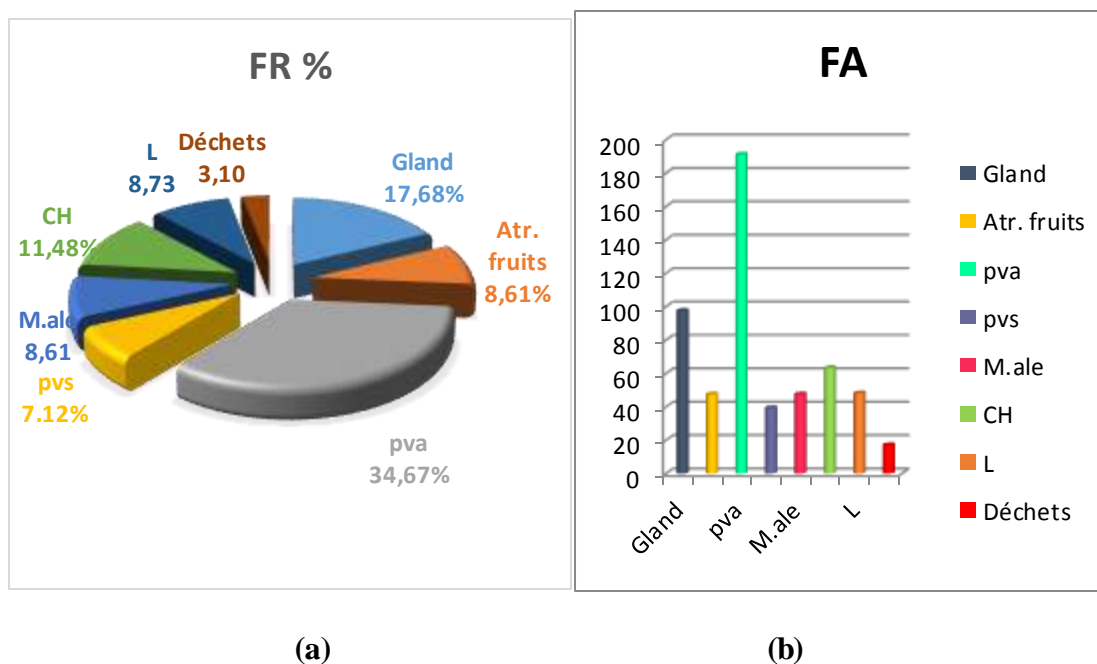 FR %
Déchets
3,10
L
8,73
Gland
17,68%
CH
11,48%
Atr.
fruits
8,61%
M.ale
8,61
pvs
7.12%
pva
34,67%
(a)
FA
200
180
160
140
120
100
80
60
40
20
0
Gland
pva
M.ale
L
Gland
Atr. fruits
pva
pvs
M.ale
CH
L
Déchets
(b)